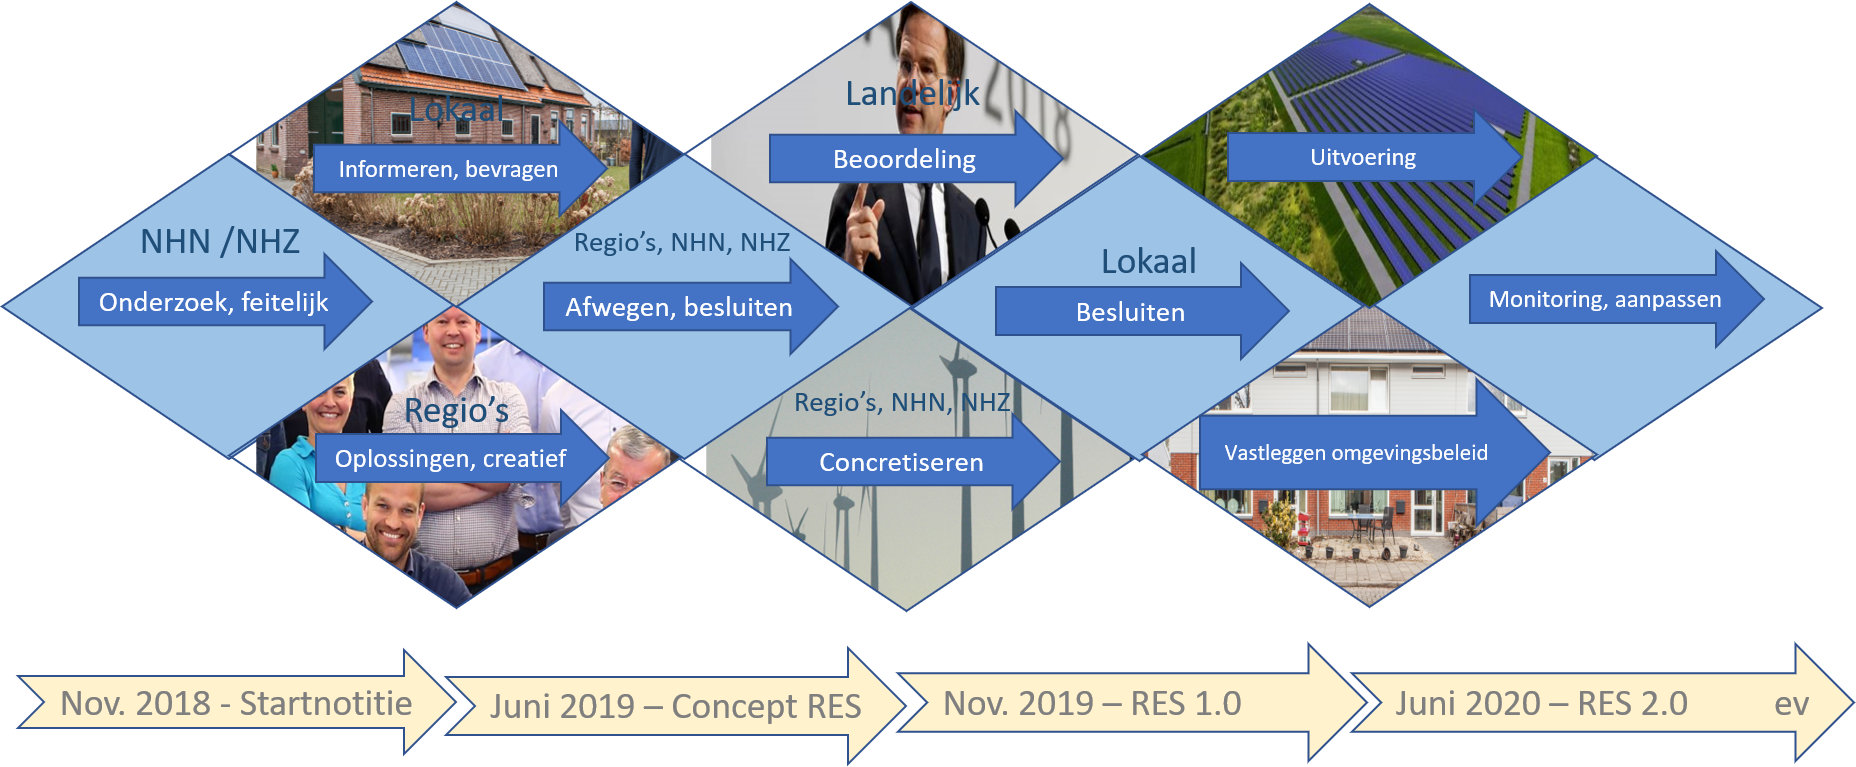 Lokaal
Informeren, bevragen
Landelijk
2018
Beoordeling
Uitvoering
NHN /NHZ
Onderzoek, feitelijk
Regio's, NHN, NHZ
Afwegen, besluiten
Lokaal
Besluiten
Monitoring, aanpassen
Regio's
Oplossingen, creatief
Regio's, NHN, NHZ
Concretiseren
Vastleggen omgevingsbeleid
Nov. 2018 - Startnotitie
Juni 2019 – Concept RES
Nov. 2019 – RES 1.0
Juni 2020 – RES 2.0 ev